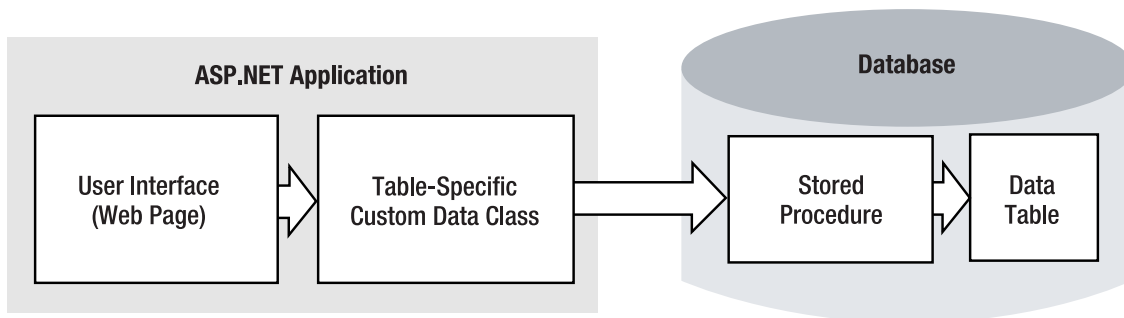 ASP.NET Application
User Interface
(Web Page)
Table-Specific
Custom Data Class
Database
Stored
Procedure
Data
Table